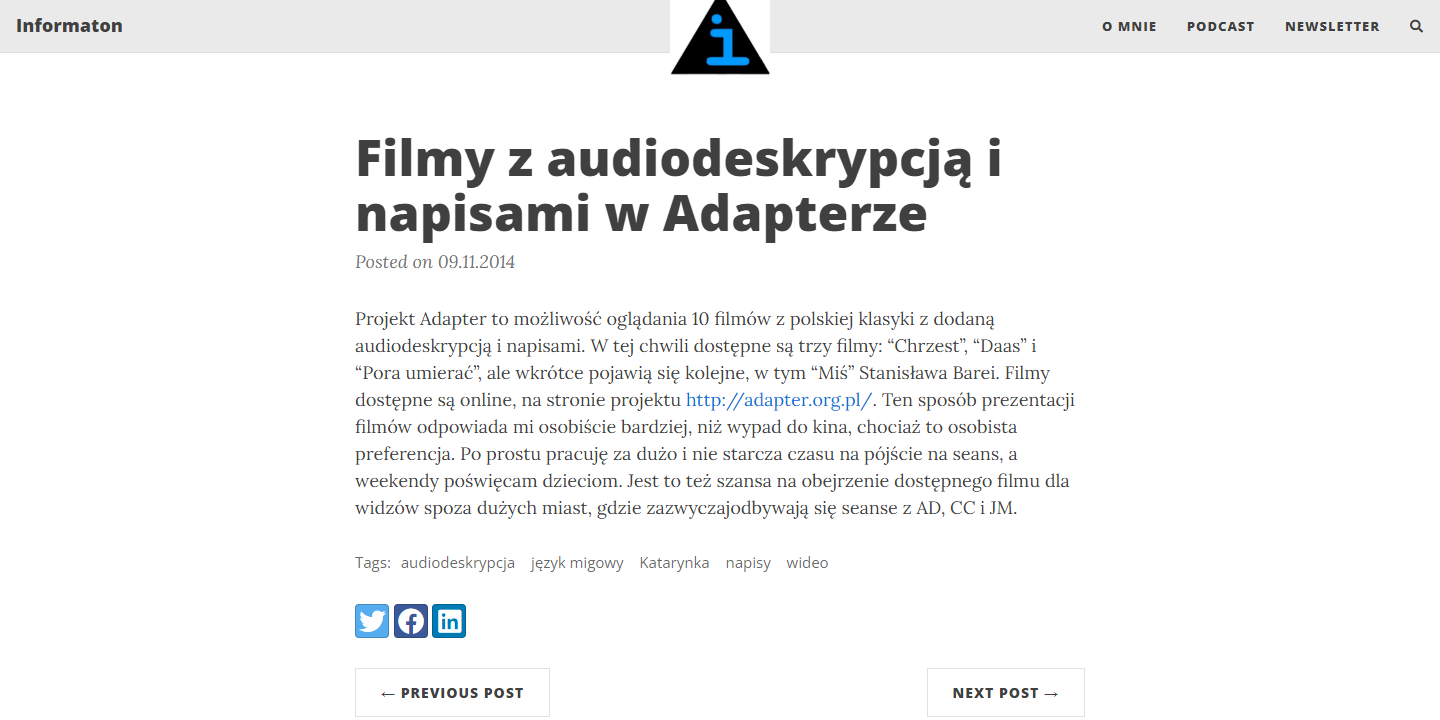 Informaton
i
O MNIE
PODCAST
NEWSLETTER
Filmy z audiodeskrypcją i
napisami w Adapterze
Posted on 09.11.2014
Projekt Adapter to możliwość oglądania 10 filmów z polskiej klasyki z dodaną
audiodeskrypcją i napisami. W tej chwili dostępne są trzy filmy: “Chrzest”, “Daas” i
“Pora umierać”, ale wkrótce pojawią się kolejne, w tym “Miś” Stanisława Barei. Filmy
dostępne są online, na stronie projektu http://adapter.org.pl/. Ten sposób prezentacji
filmów odpowiada mi osobiście bardziej, niż wypad do kina, chociaż to osobista
preferencja. Po prostu pracuję za dużo i nie starcza czasu na pójście na seans, a
weekendy poświęcam dzieciom. Jest to też szansa na obejrzenie dostępnego filmu dla
widzów spoza dużych miast, gdzie zazwyczajodbywają się seanse z AD, CC i JM.
Tags: audiodeskrypcja język migowy Katarynka napisy wideo
← PREVIOUS POST
NEXT POST →